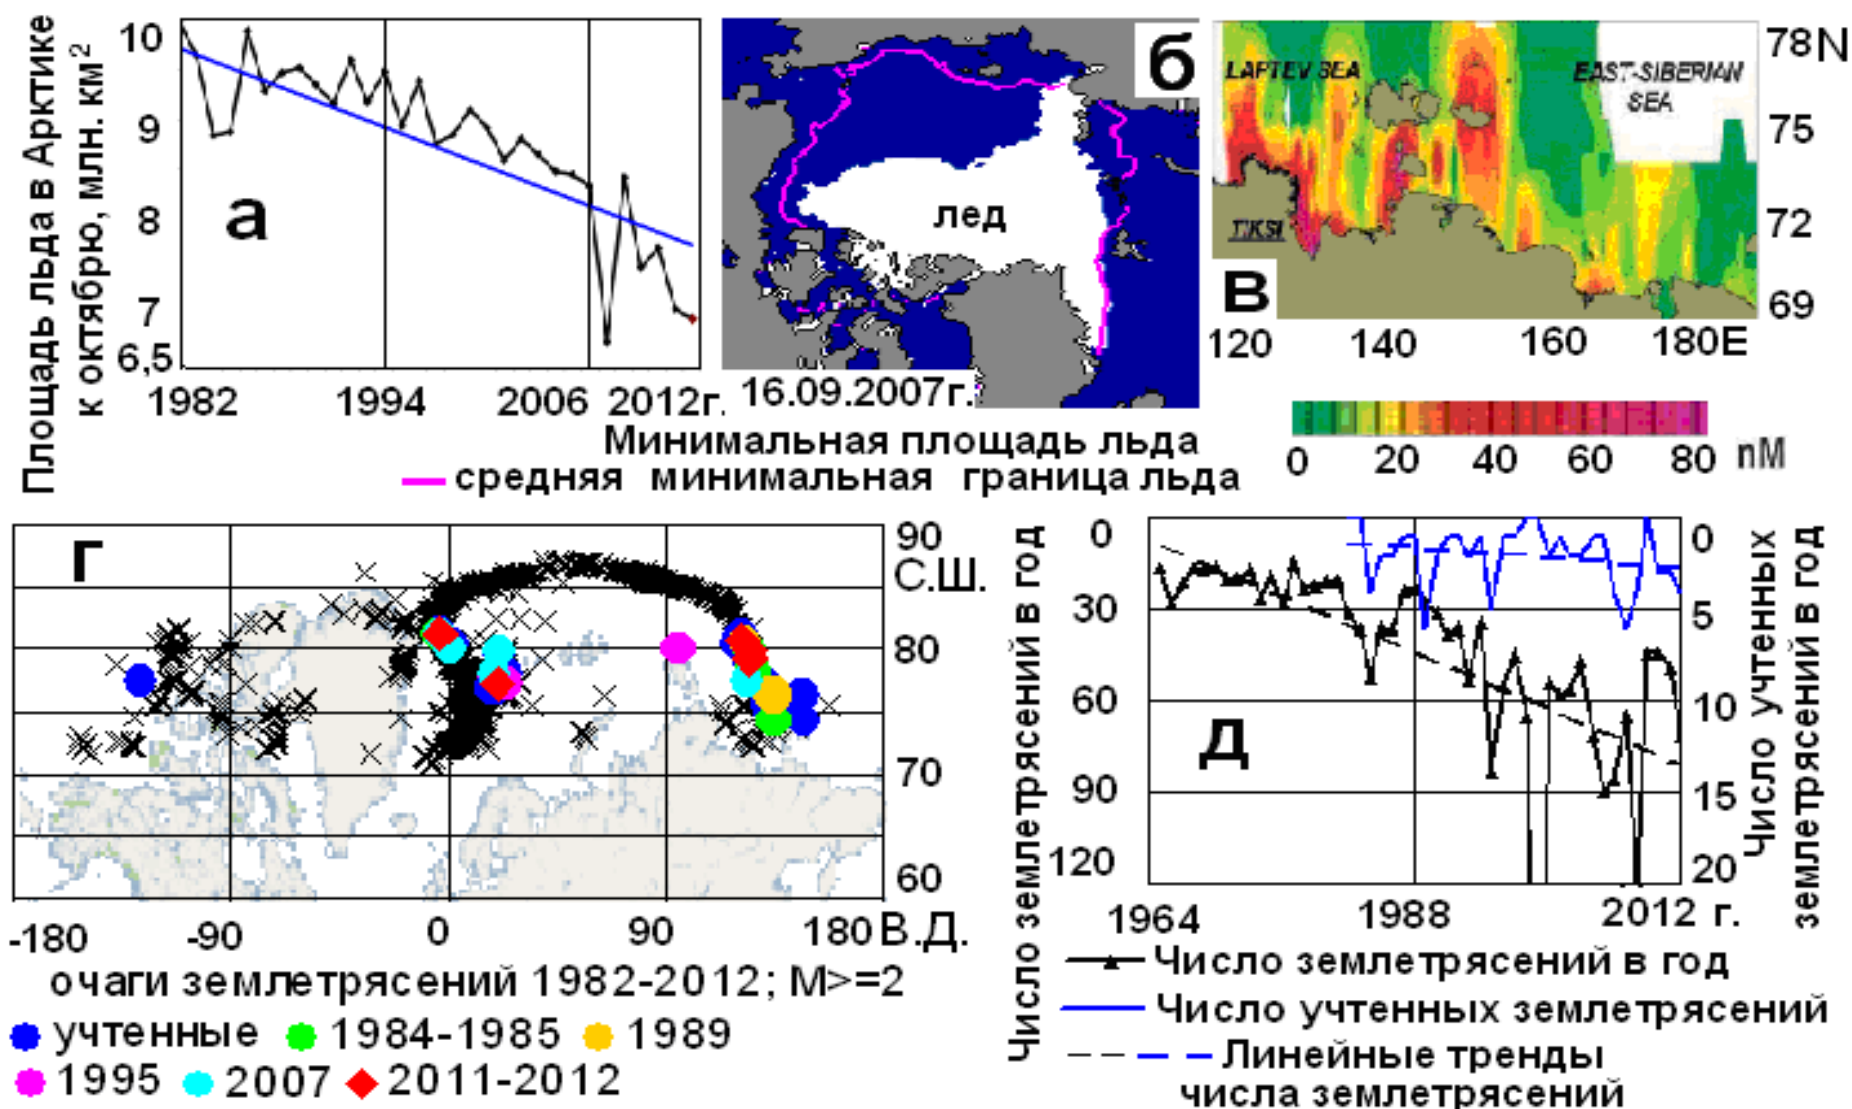 Площадь льда в Арктике
к октябрю, млн. км²
10
9
8
7
6,5
а
1982
1994
2006
2012г.
б
лед
16.09.2007г.
Минимальная площадь льда
средняя минимальная граница льда
LAPTEV SEA
EAST-SIBERIAN
SEA
TIKSI
В
78N
75
72
69
120
140
160
180E
0
20
40
60
80
nM
Г
90
С.Ш.
80
70
60
-180
-90
0
90
180
В.Д.
очаги землетрясений 1982-2012; M>=2
учтенные
1984-1985
1989
1995
2007
2011-2012
Число землетрясений в год
0
30
60
90
120
Д
0
5
10
15
20
Число учтенных
землетрясений в год
1964
1988
2012 г.
Число землетрясений в год
Число учтенных землетрясений
Линейные тренды
числа землетрясений